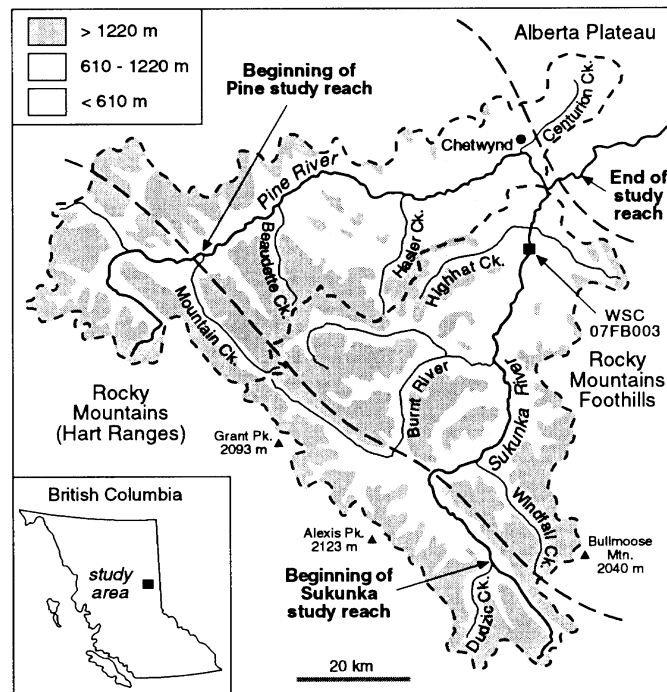 > 1220 m
610 - 1220 m
< 610 m
Alberta Plateau
Beginning of
Pine study reach
Centurion Ck.
Chetwynd
Pine River
End of
study
reach
Beaudette Ck.
Hasler Ck.
Highhat Ck.
WSC
07FB003
Mountain Ck.
Rocky
Mountains
(Hart Ranges)
Rocky
Mountains
Foothills
Burnt River
Sukunka River
Grant Pk.
2093 m
Windfall Ck.
British Columbia
study
area
Alexis Pk.
2123 m
Bullmoose
Mtn.
2040 m
Beginning of
Sukunka
study reach
Dudzic Ck.
20 km